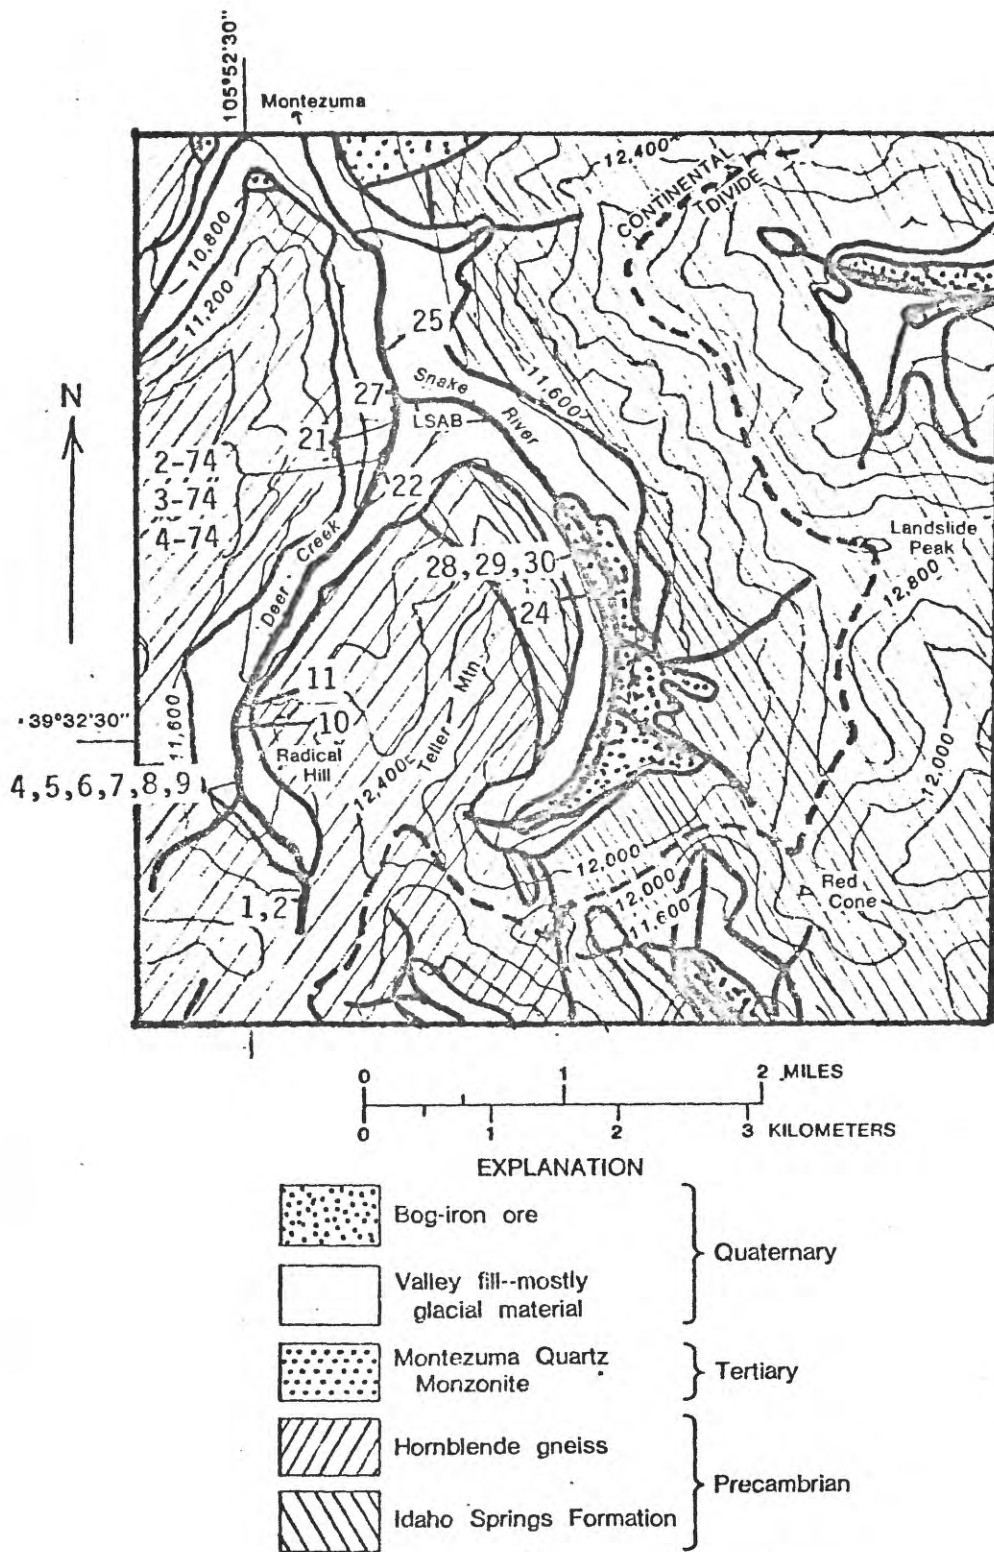 105°52'30"
Montezuma
12,400
CONTINENTAL
DIVIDE
10,800
11,200
25
N
Snake
River
11,600
27
LSAB
21
2-74
3-74
4-74
22
Deer Creek
Landslide
Peak
12,800
28,29,30
24
11
10
39°32'30"
11,600
Radical
Hill
Teller Mtn
12,400
12,000
4,5,6,7,8,9
12,000
12,000
11,600
Red
Cone
1,2
0 1 2 MILES
0 1 2 3 KILOMETERS
EXPLANATION
Bog-iron ore
Valley fill--mostly
glacial material
Quaternary
Montezuma Quartz
Monzonite
Tertiary
Hornblende gneiss
Idaho Springs Formation
Precambrian